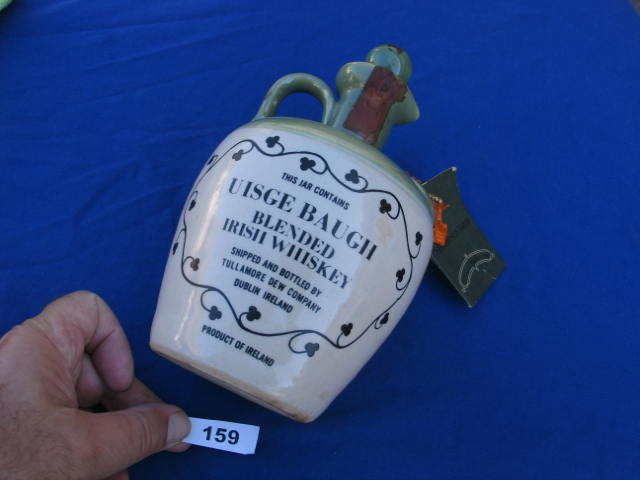 THIS JAR CONTAINS
UISGE BAUGH
BLENDED
IRISH WHISKEY
SHIPPED AND BOTTLED BY
TULLAMORE DEW COMPANY
DUBLIN IRELAND
PRODUCT OF IRELAND
159